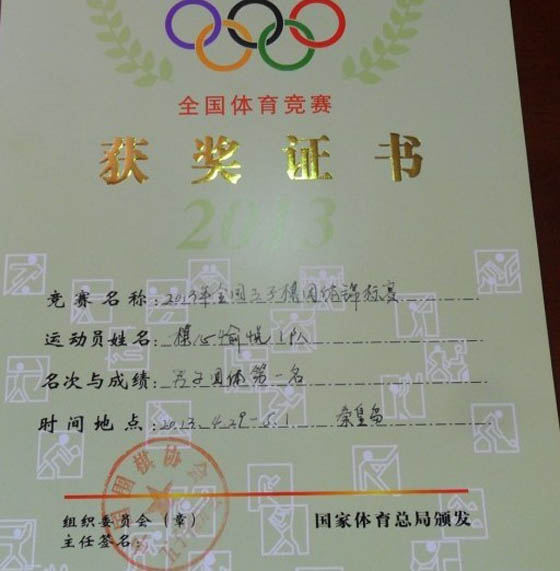 全国体育竞赛
获奖证书
2013
竞赛名称：2013年全国五子棋团体锦标赛
运动员姓名：棋心愉悦1队
名次与成绩：男子团体第一名
时间地点：2013.4.29-5.1 秦皇岛
组织委员会（章） 国家体育总局颁发
主任签名：